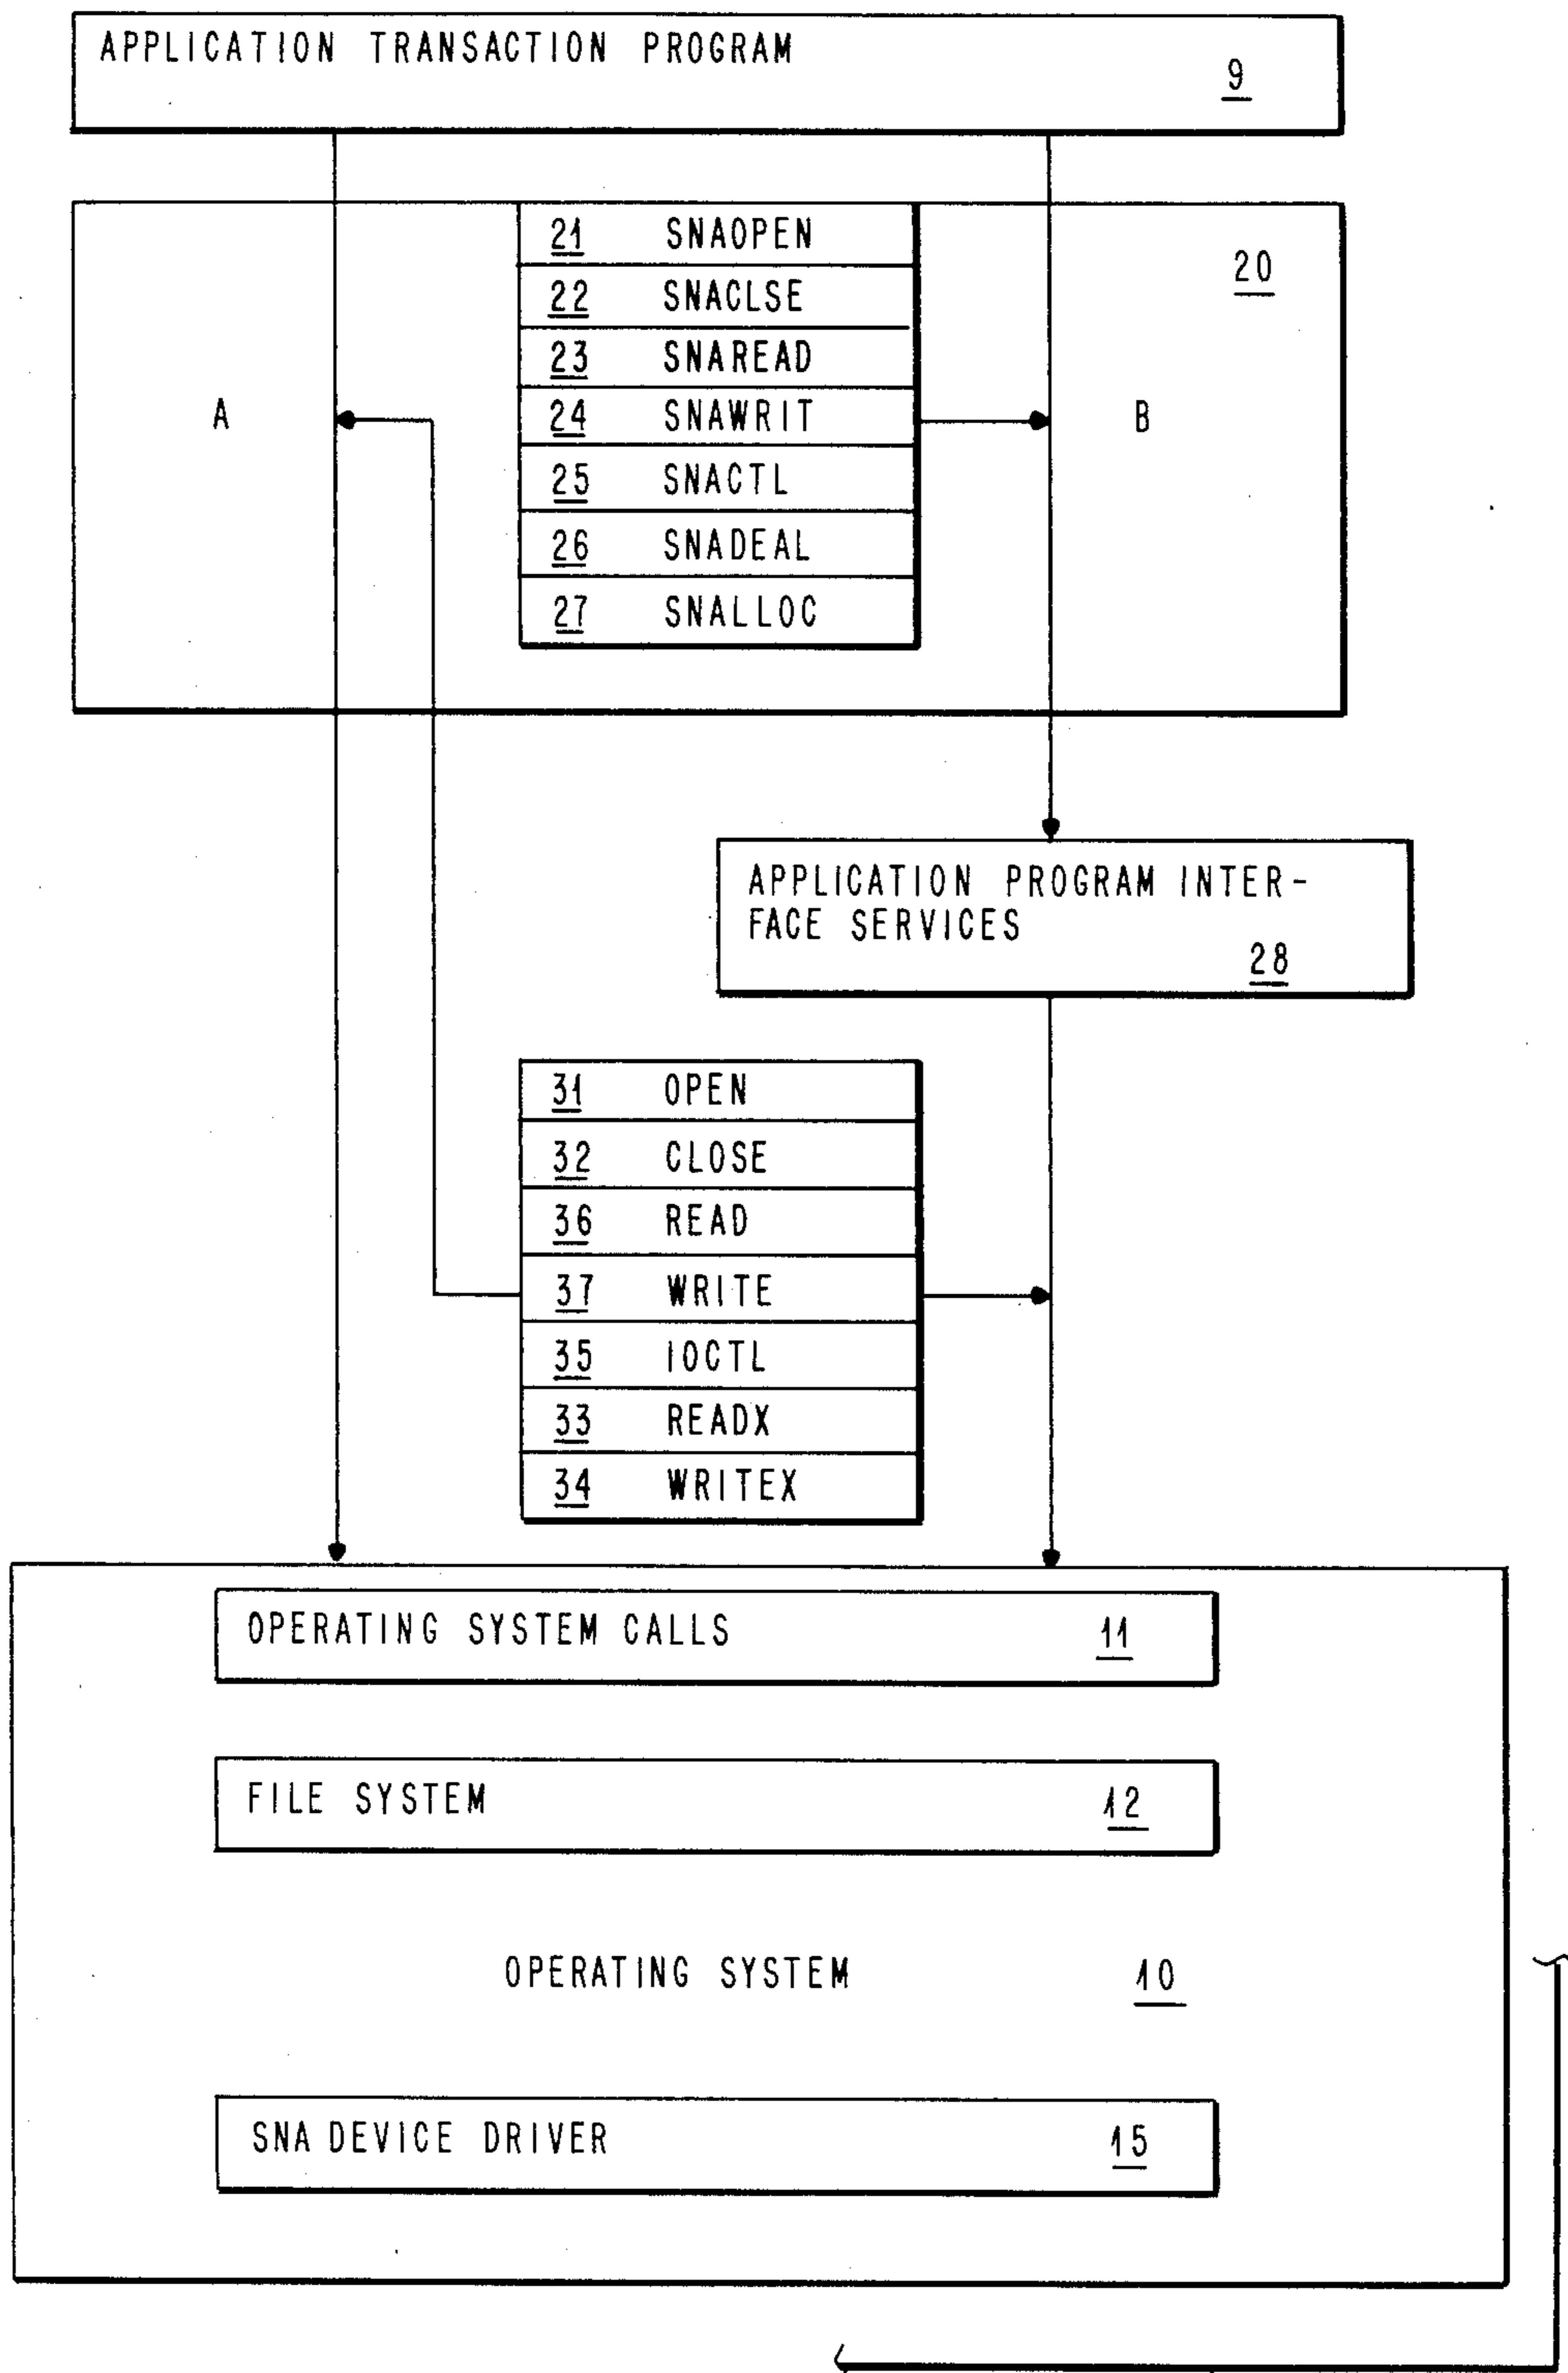 APPLICATION TRANSACTION PROGRAM
9
21 SNAOPEN
20
22 SNACLSE
23 SNAREAD
A
24 SNAWRIT
B
25 SNACTL
26 SNADEAL
27 SNALLOC
APPLICATION PROGRAM INTER-
FACE SERVICES
28
31 OPEN
32 CLOSE
36 READ
37 WRITE
35 IOCTL
33 READX
34 WRITEX
OPERATING SYSTEM CALLS 11
FILE SYSTEM 12
OPERATING SYSTEM 10
SNA DEVICE DRIVER 15